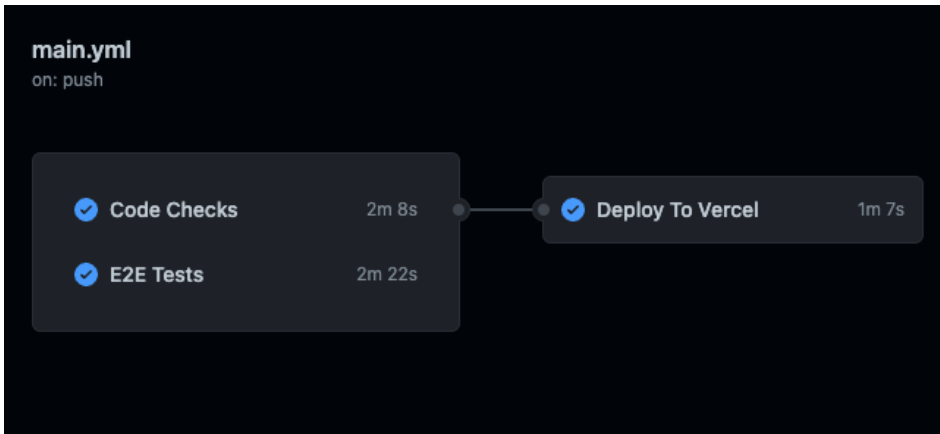 main.yml
on: push
Code Checks 2m 8s
E2E Tests 2m 22s
Deploy To Vercel 1m 7s